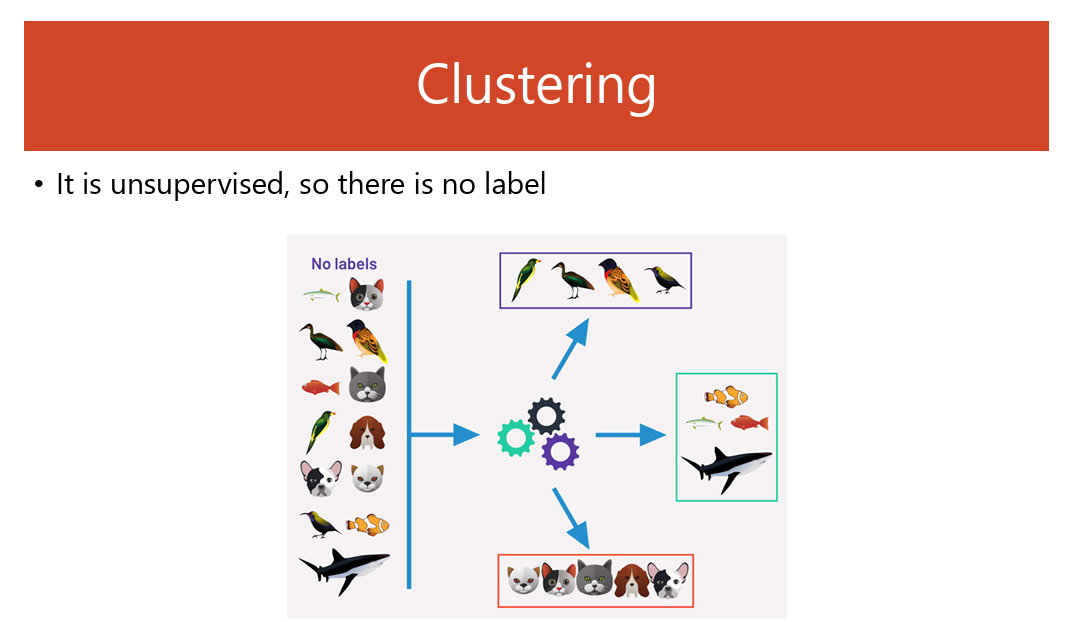 Clustering
• It is unsupervised, so there is no label
No labels